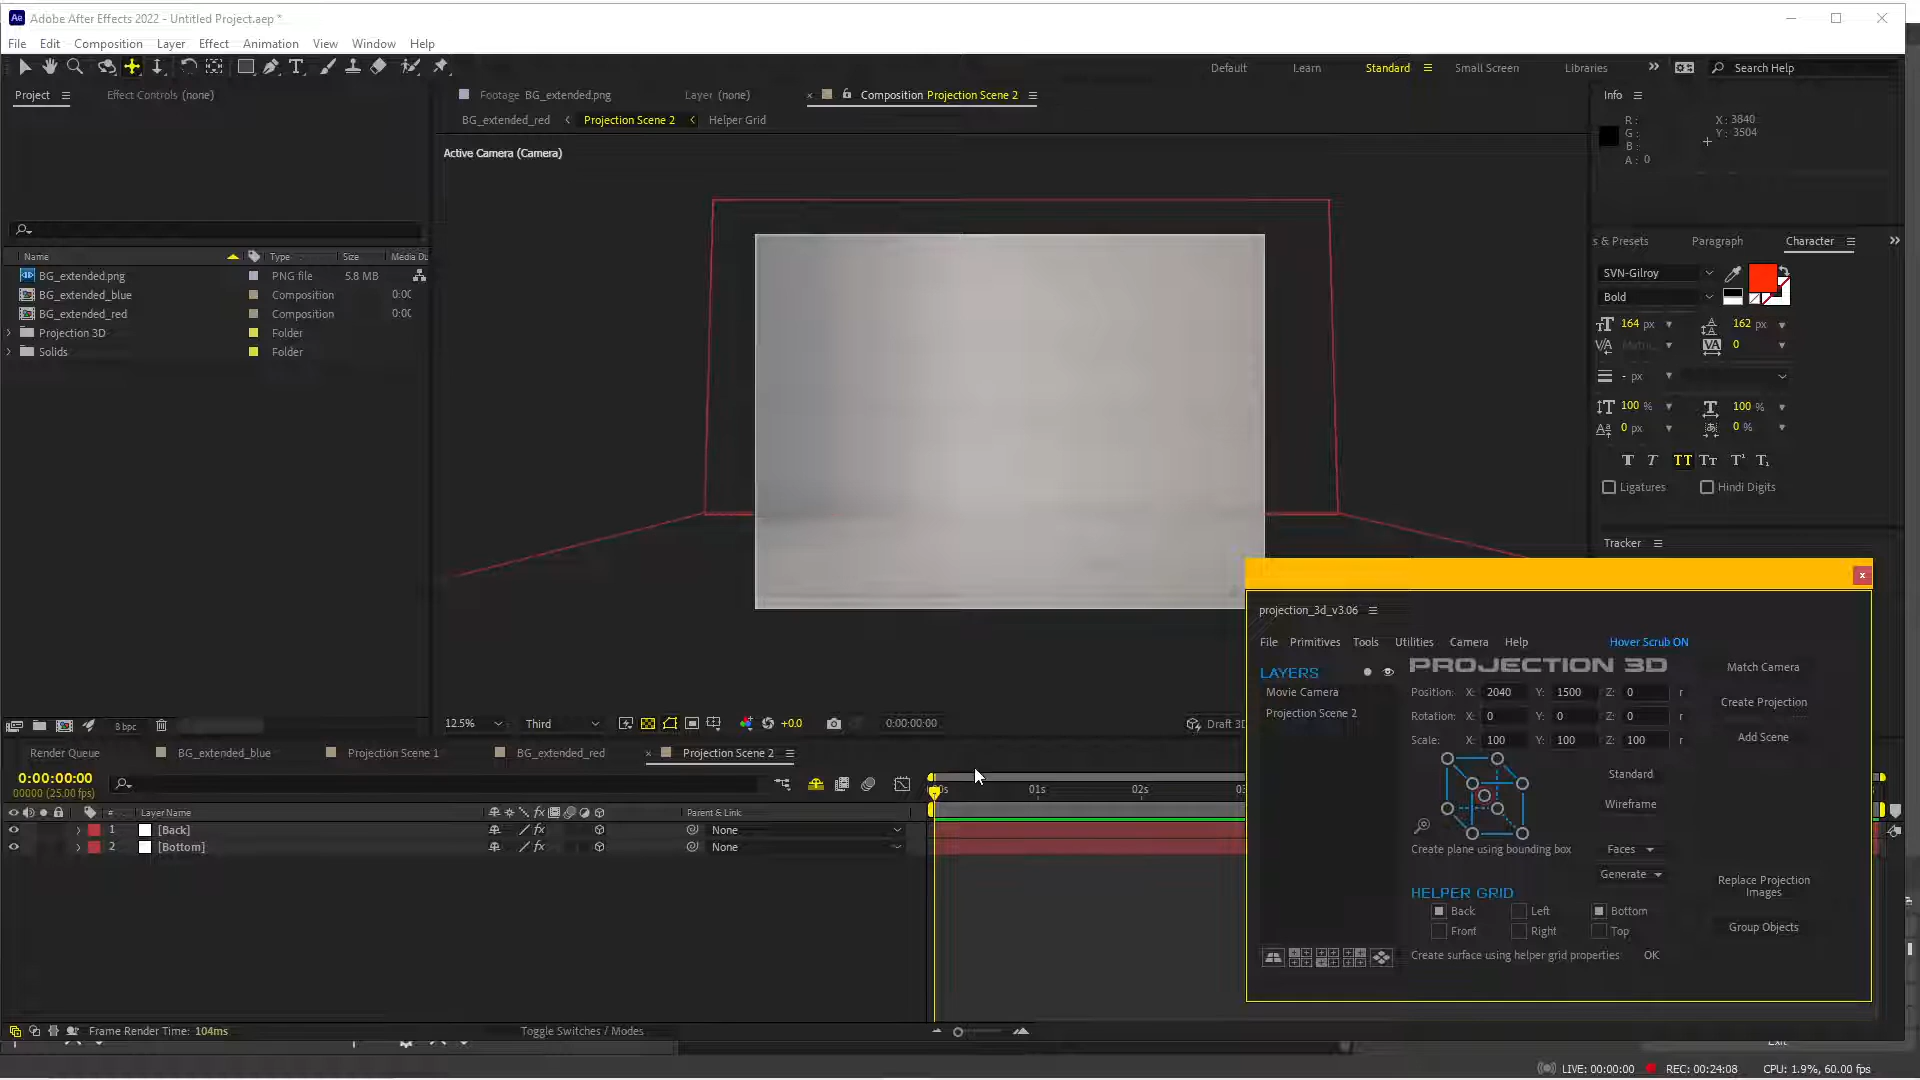 Ae Adobe After Effects 2022 - Untitled Project.aep *
File Edit Composition Layer Effect Animation View Window Help
Default Learn Standard Small Screen Libraries Search Help
Project Effect Controls (none)
Footage BG_extended.png Layer (none) Composition Projection Scene 2
BG_extended_red Projection Scene 2 Helper Grid
Active Camera (Camera)
Info
R :
G :
B :
A : 0
X : 3840
Y : 3504
Name Type Size Media Du
BG_extended.png PNG file 5.8 MB
BG_extended_blue Composition 0:00
BG_extended_red Composition 0:00
Projection 3D Folder
Solids Folder
s & Presets Paragraph Character
SVN-Gilroy
Bold
164 px 162 px
0
- px
100 % 100 %
0 px 0 %
Ligatures Hindi Digits
Tracker
8 bpc
12.5% Third +0.0 0:00:00:00 Draft 3D
projection_3d_v3.06
File Primitives Tools Utilities Camera Help Hover Scrub ON
LAYERS PROJECTION 3D Match Camera
Movie Camera Position: X: 2040 Y: 1500 Z: 0 r
Create Projection
Projection Scene 2 Rotation: X: 0 Y: 0 Z: 0 r
Scale: X: 100 Y: 100 Z: 100 r Add Scene
Standard
Wireframe
Create plane using bounding box Faces
Generate
Replace Projection
Images
HELPER GRID
Back Left Bottom
Front Right Top
Group Objects
Create surface using helper grid properties OK
Render Queue BG_extended_blue Projection Scene 1 BG_extended_red Projection Scene 2
0:00:00:00
00000 (25.00 fps)
01s 02s
# Layer Name fx Parent & Link
1 [Back] fx None
2 [Bottom] fx None
Frame Render Time: 104ms Toggle Switches / Modes
LIVE: 00:00:00 REC: 00:24:08 CPU: 1.9%, 60.00 fps